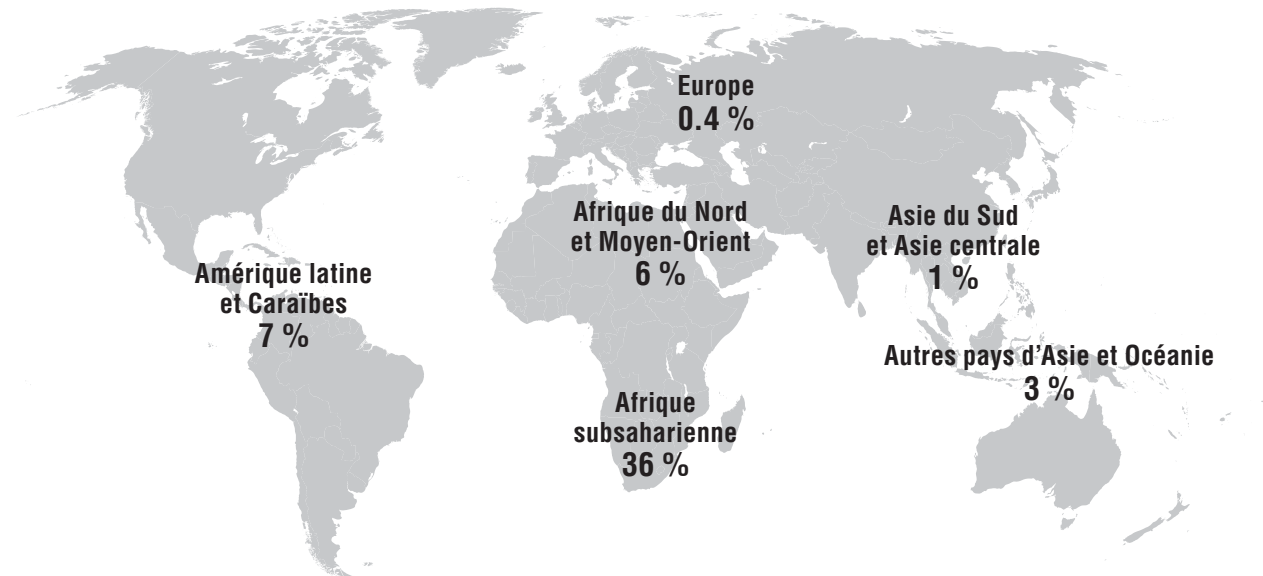 Europe
0.4 %
Afrique du Nord
et Moyen-Orient
6 %
Asie du Sud
et Asie centrale
1 %
Amérique latine
et Caraïbes
7 %
Autres pays d’Asie et Océanie
3 %
Afrique
subsaharienne
36 %